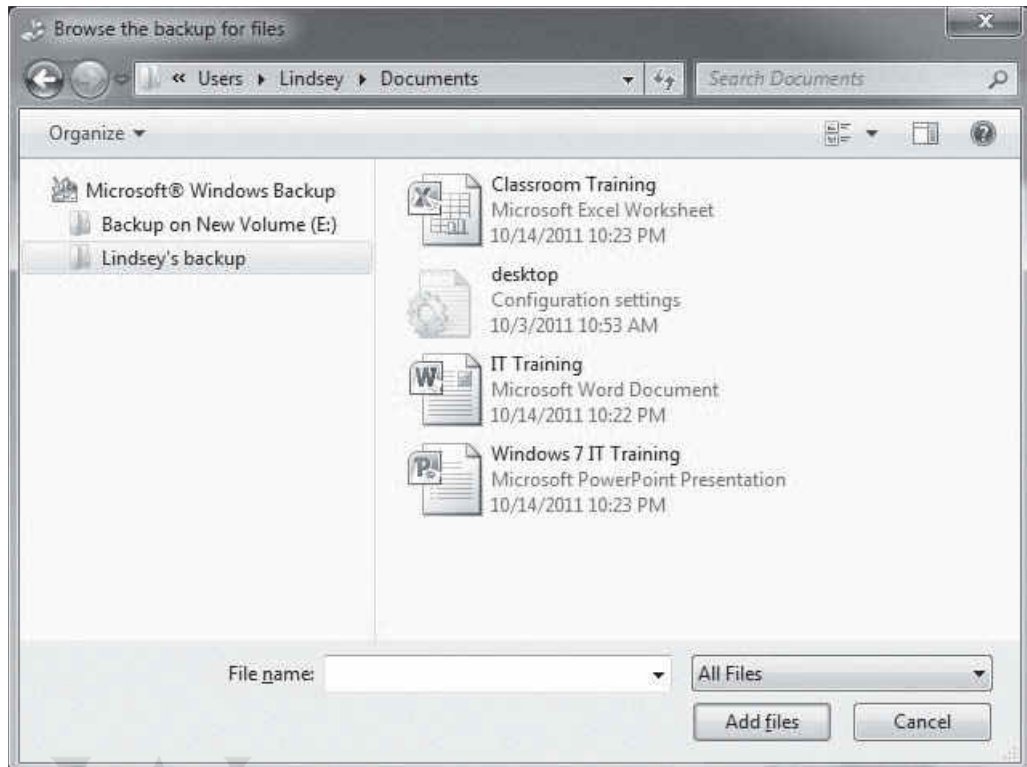 Browse the backup for files
« Users ▸ Lindsey ▸ Documents
Search Documents
Organize
Microsoft® Windows Backup
Backup on New Volume (E:)
Lindsey's backup
Classroom Training
Microsoft Excel Worksheet
10/14/2011 10:23 PM
desktop
Configuration settings
10/3/2011 10:53 AM
IT Training
Microsoft Word Document
10/14/2011 10:22 PM
Windows 7 IT Training
Microsoft PowerPoint Presentation
10/14/2011 10:23 PM
File name:
All Files
Add files
Cancel